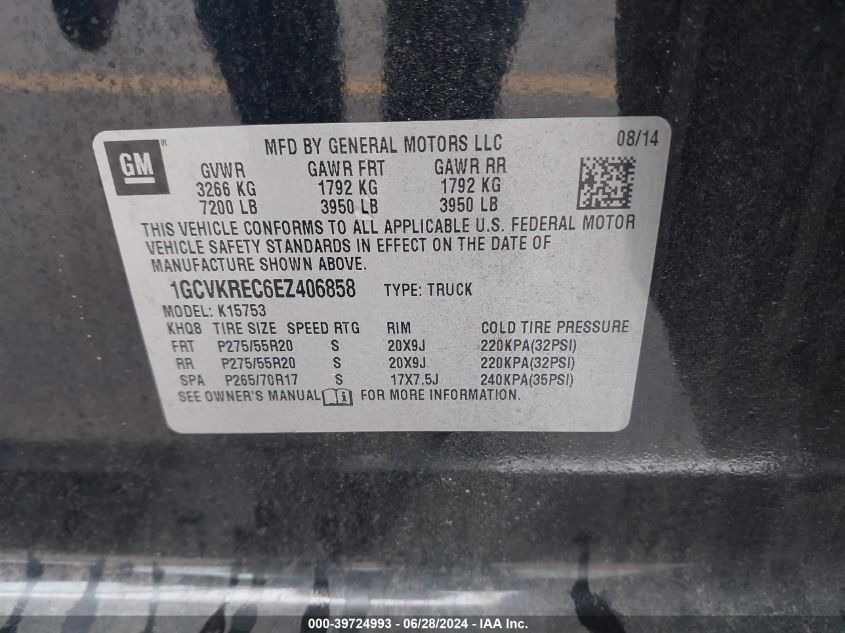 GM ®
MFD BY GENERAL MOTORS LLC 08/14
GVWR GAWR FRT GAWR RR
3266 KG 1792 KG 1792 KG
7200 LB 3950 LB 3950 LB
THIS VEHICLE CONFORMS TO ALL APPLICABLE U.S. FEDERAL MOTOR
VEHICLE SAFETY STANDARDS IN EFFECT ON THE DATE OF
MANUFACTURE SHOWN ABOVE.
1GCVKREC6EZ406858 TYPE: TRUCK
MODEL: K15753
KHQ8 TIRE SIZE SPEED RTG RIM COLD TIRE PRESSURE
FRT P275/55R20 S 20X9J 220KPA(32PSI)
RR P275/55R20 S 20X9J 220KPA(32PSI)
SPA P265/70R17 S 17X7.5J 240KPA(35PSI)
SEE OWNER'S MANUAL i FOR MORE INFORMATION.
000-39724993 - 06/28/2024 - IAA Inc.